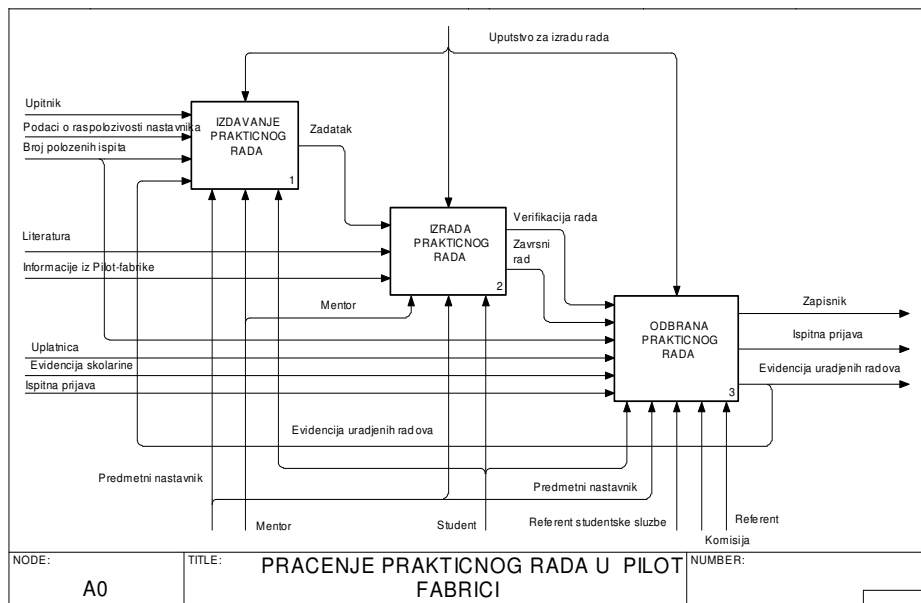 Uputstvo za izradu rada
Upitnik
Podaci o raspolozivosti nastavnika
Broj polozenih ispita
IZDAVANJE
PRAKTICNOG
RADA
1
Zadatak
Literatura
Informacije iz Pilot-fabrike
IZRADA
PRAKTICNOG
RADA
2
Verifikacija rada
Zavrsni
rad
Mentor
Uplatnica
Evidencija skolarine
Ispitna prijava
ODBRANA
PRAKTICNOG
RADA
3
Zapisnik
Ispitna prijava
Evidencija uradjenih radova
Evidencija uradjenih radova
Predmetni nastavnik
Predmetni nastavnik
Mentor
Student
Referent studentske sluzbe
Referent
Komisija
NODE:
A0
TITLE:
PRACENJE PRAKTICNOG RADA U PILOT
FABRICI
NUMBER: